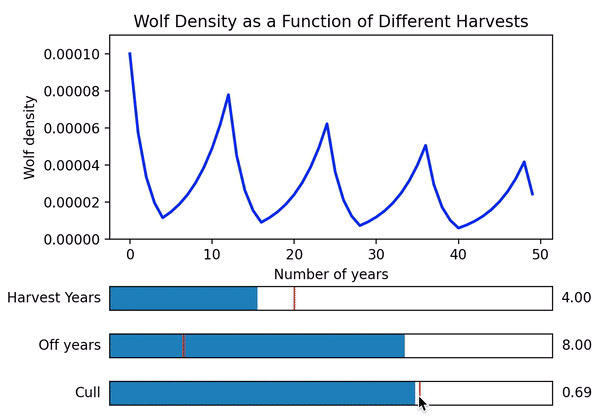 Wolf Density as a Function of Different Harvests
0.00010
0.00008
0.00006
0.00004
0.00002
0.00000
Wolf density
0 10 20 30 40 50
Number of years
Harvest Years 4.00
Off years 8.00
Cull 0.69